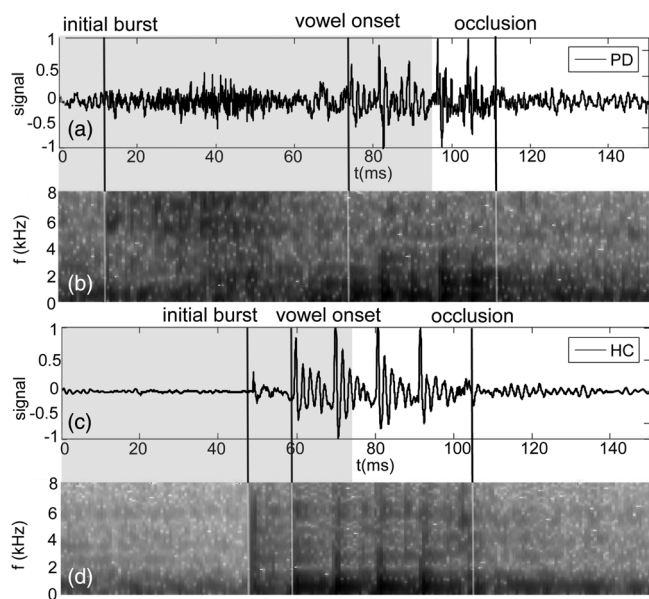 initial burst vowel onset occlusion
1
0.5
0
-0.5
-1
signal
PD
(a)
0 20 40 60 80 100 120 140
t(ms)
8
6
4
2
0
f (kHz)
(b)
initial burst vowel onset occlusion
1
0.5
0
-0.5
-1
signal
HC
(c)
0 20 40 60 80 100 120 140
t(ms)
8
6
4
2
0
f (kHz)
(d)